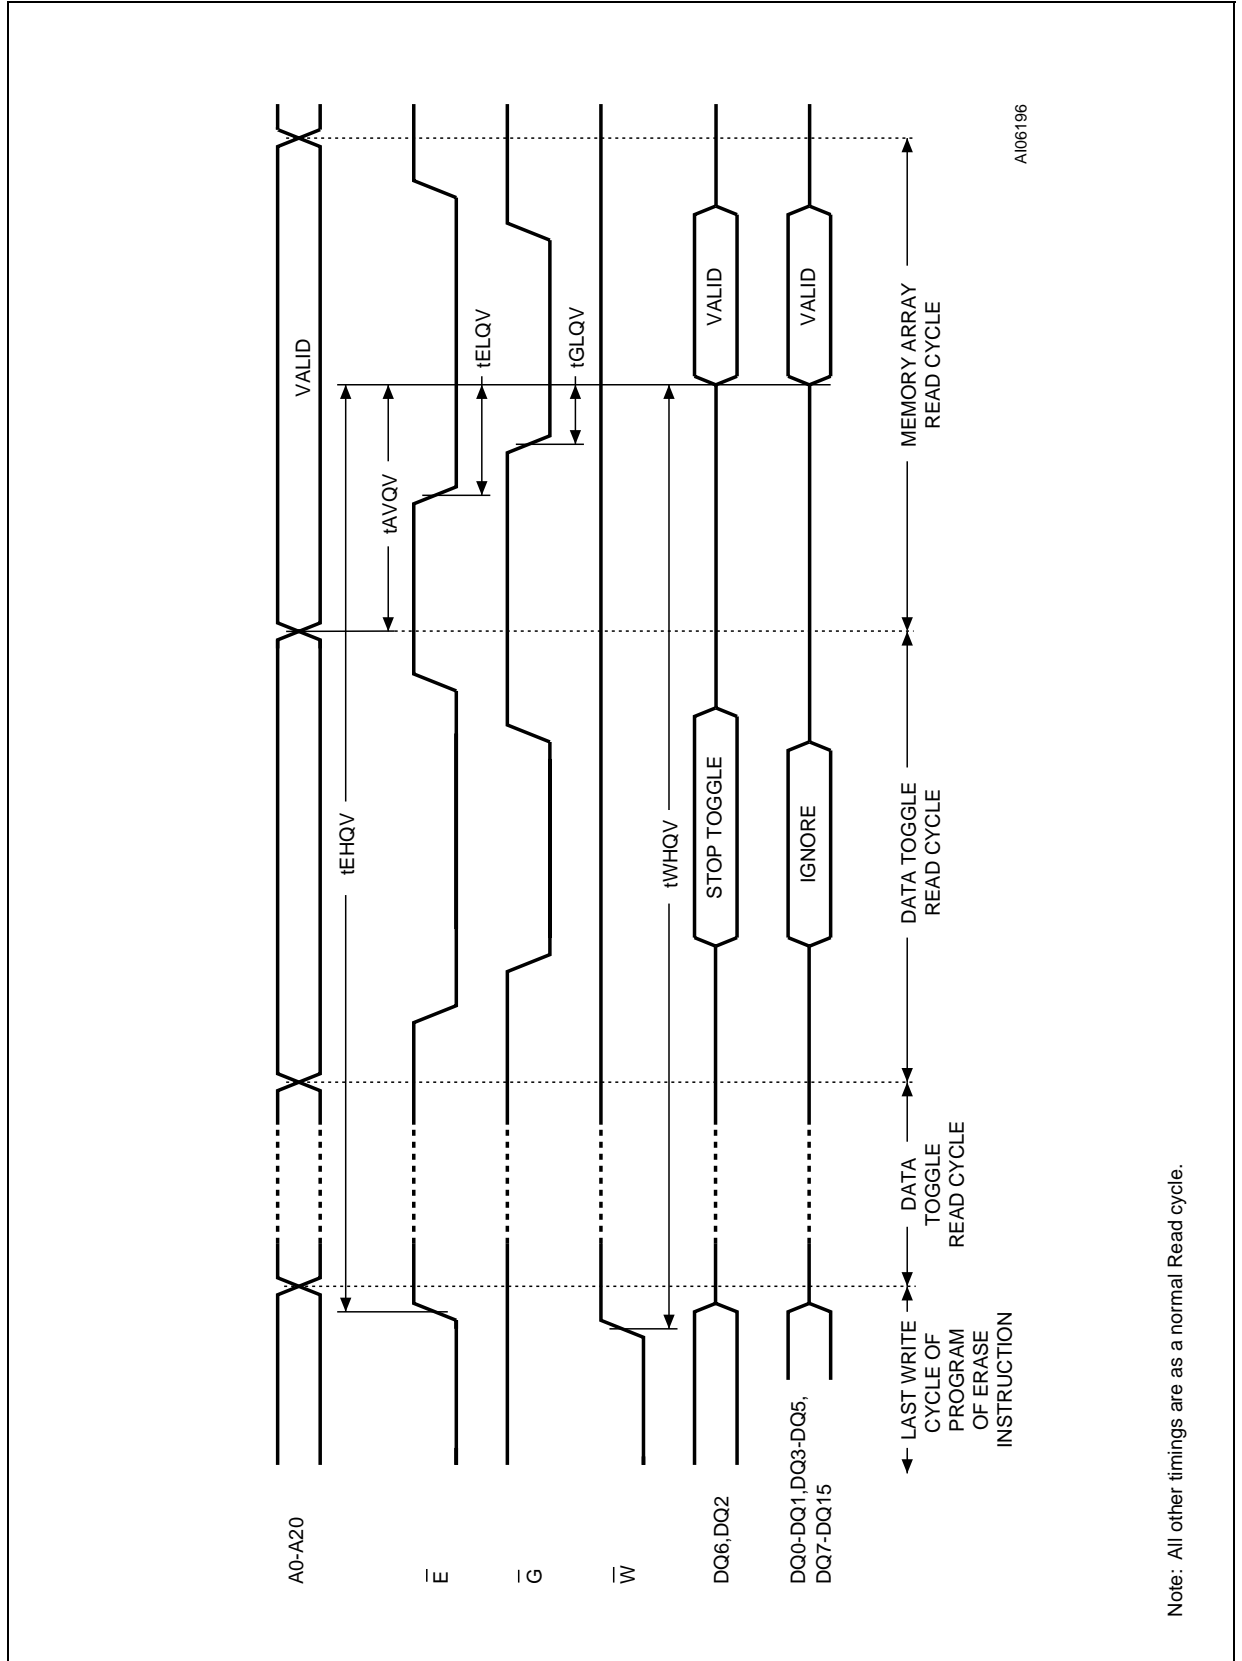 A0-A20
VALID
tEHQV
tAVQV
E
tELQV
G
tGLQV
W
tWHQV
DQ6,DQ2
STOP TOGGLE
VALID
DQ0-DQ1,DQ3-DQ5,
DQ7-DQ15
IGNORE
VALID
LAST WRITE
CYCLE OF
PROGRAM
OF ERASE
INSTRUCTION
DATA
TOGGLE
READ CYCLE
DATA TOGGLE
READ CYCLE
MEMORY ARRAY
READ CYCLE
AI06196
Note: All other timings are as a normal Read cycle.